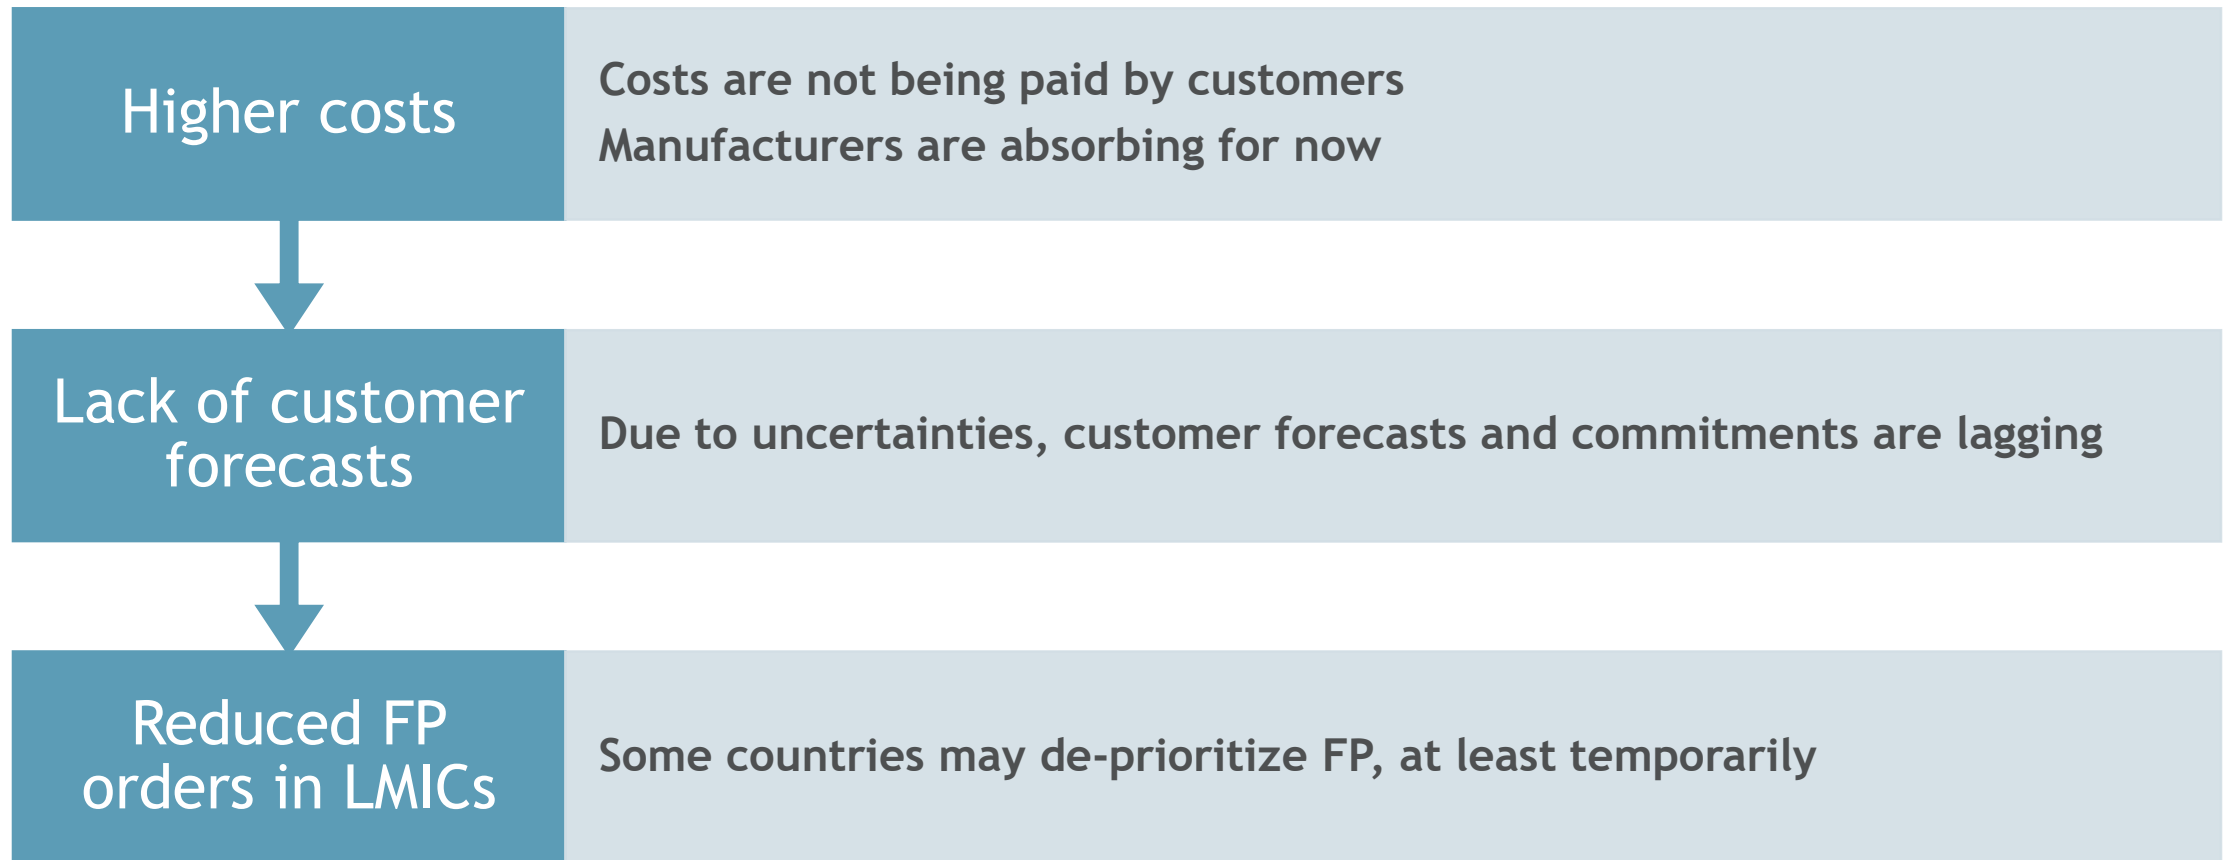 Higher costs
Costs are not being paid by customers
Manufacturers are absorbing for now
Lack of customer
forecasts
Due to uncertainties, customer forecasts and commitments are lagging
Reduced FP
orders in LMICs
Some countries may de-prioritize FP, at least temporarily